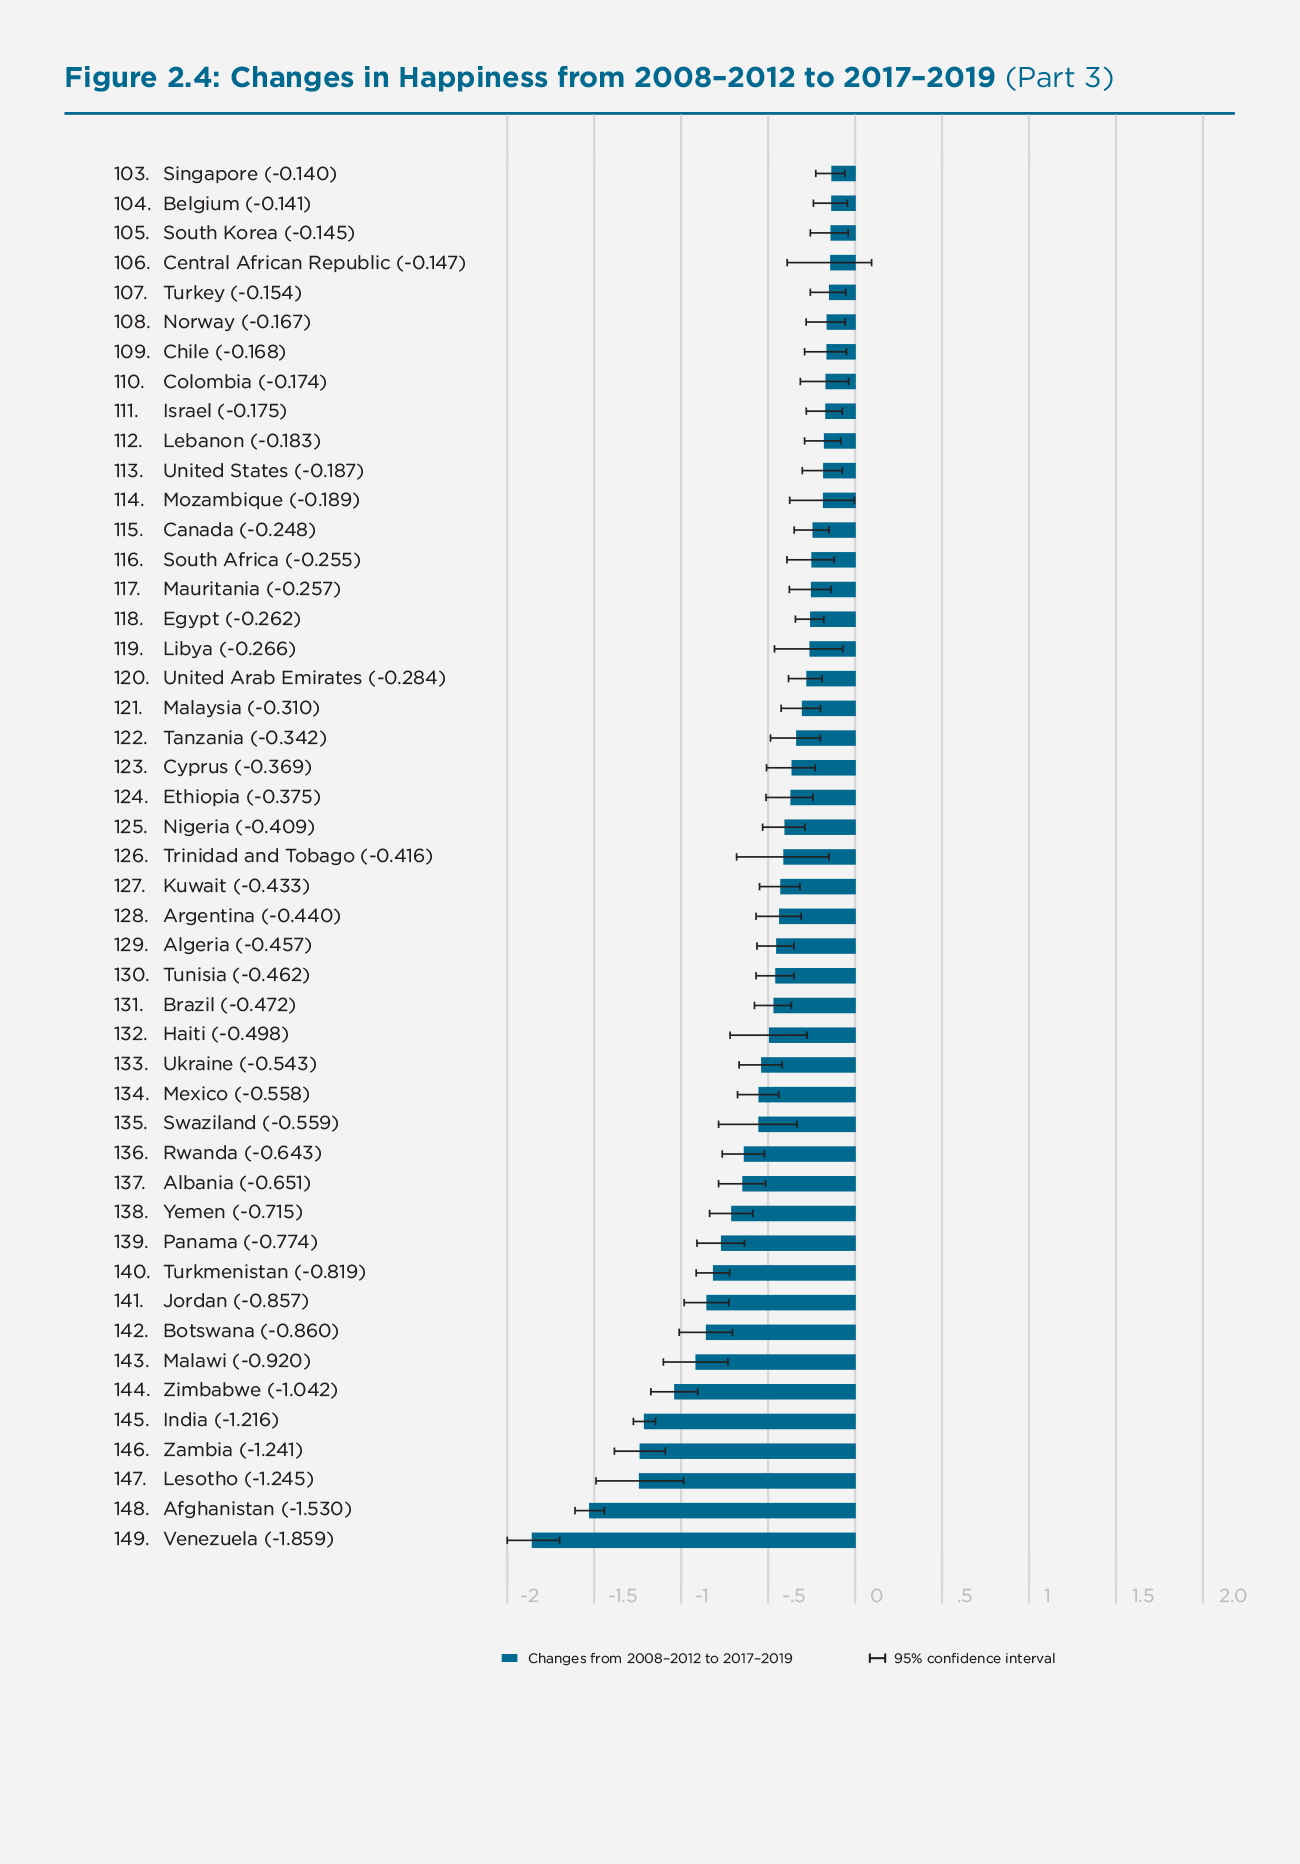 Figure 2.4: Changes in Happiness from 2008–2012 to 2017–2019 (Part 3)
103. Singapore (-0.140)
104. Belgium (-0.141)
105. South Korea (-0.145)
106. Central African Republic (-0.147)
107. Turkey (-0.154)
108. Norway (-0.167)
109. Chile (-0.168)
110. Colombia (-0.174)
111. Israel (-0.175)
112. Lebanon (-0.183)
113. United States (-0.187)
114. Mozambique (-0.189)
115. Canada (-0.248)
116. South Africa (-0.255)
117. Mauritania (-0.257)
118. Egypt (-0.262)
119. Libya (-0.266)
120. United Arab Emirates (-0.284)
121. Malaysia (-0.310)
122. Tanzania (-0.342)
123. Cyprus (-0.369)
124. Ethiopia (-0.375)
125. Nigeria (-0.409)
126. Trinidad and Tobago (-0.416)
127. Kuwait (-0.433)
128. Argentina (-0.440)
129. Algeria (-0.457)
130. Tunisia (-0.462)
131. Brazil (-0.472)
132. Haiti (-0.498)
133. Ukraine (-0.543)
134. Mexico (-0.558)
135. Swaziland (-0.559)
136. Rwanda (-0.643)
137. Albania (-0.651)
138. Yemen (-0.715)
139. Panama (-0.774)
140. Turkmenistan (-0.819)
141. Jordan (-0.857)
142. Botswana (-0.860)
143. Malawi (-0.920)
144. Zimbabwe (-1.042)
145. India (-1.216)
146. Zambia (-1.241)
147. Lesotho (-1.245)
148. Afghanistan (-1.530)
149. Venezuela (-1.859)
-2 -1.5 -1 -.5 0 .5 1 1.5 2.0
Changes from 2008–2012 to 2017–2019 95% confidence interval